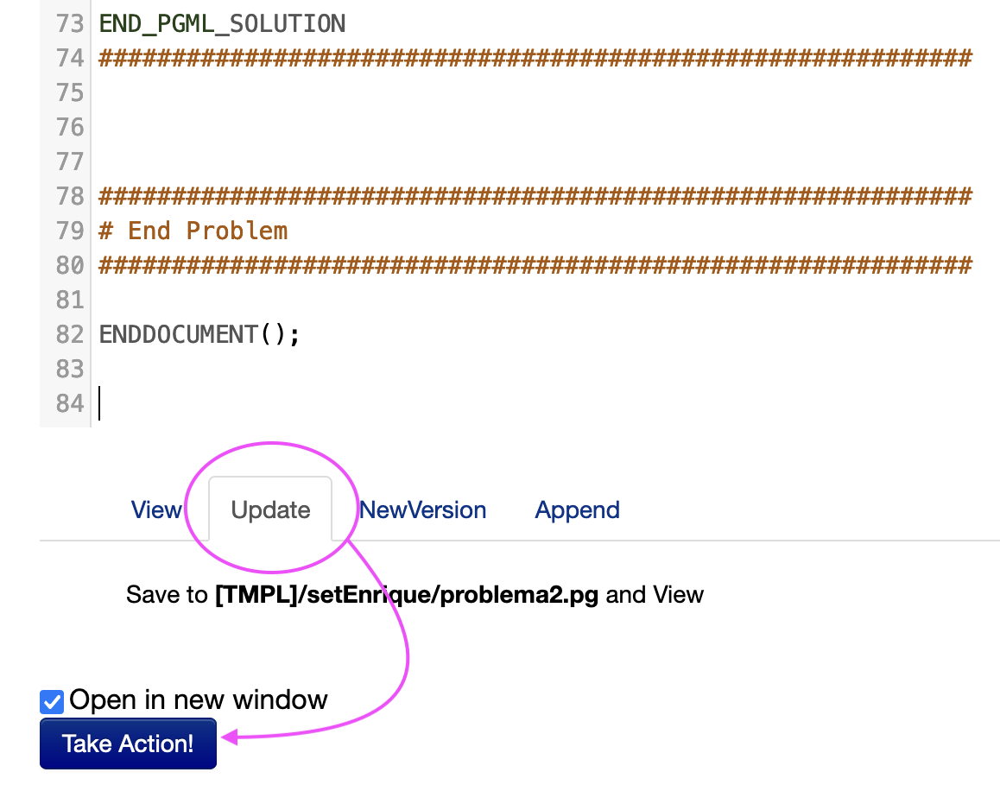 73 END_PGML_SOLUTION
74 ############################################################
75
76
77
78 ############################################################
79 # End Problem
80 ############################################################
81
82 ENDDOCUMENT();
83
84
View Update NewVersion Append
Save to [TMPL]/setEnrique/problema2.pg and View
Open in new window
Take Action!